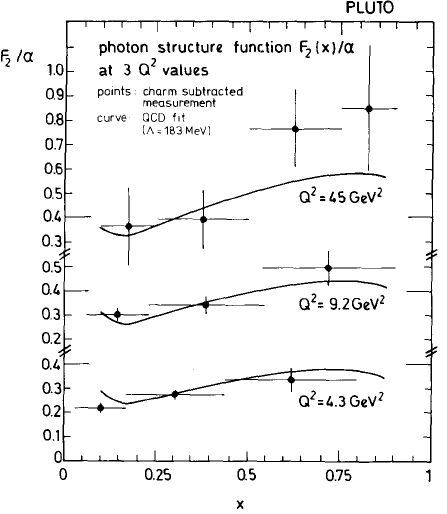 PLUTO
F₂/α
photon structure function F₂(x)/α
at 3 Q² values
points : charm subtracted
measurement
curve : QCD fit
(Λ=183 MeV)
1.0
0.9
0.8
0.7
0.6
0.5
0.4
0.3
Q²=45 GeV²
0.5
0.4
0.3
0.2
Q²=9.2 GeV²
0.4
0.3
0.2
0.1
0
Q²=4.3 GeV²
0 0.25 0.5 0.75 1
x